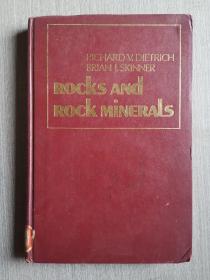 RICHARD V. DIETRICH
BRIAN J. SKINNER
ROCKS AND
ROCK MINERALS